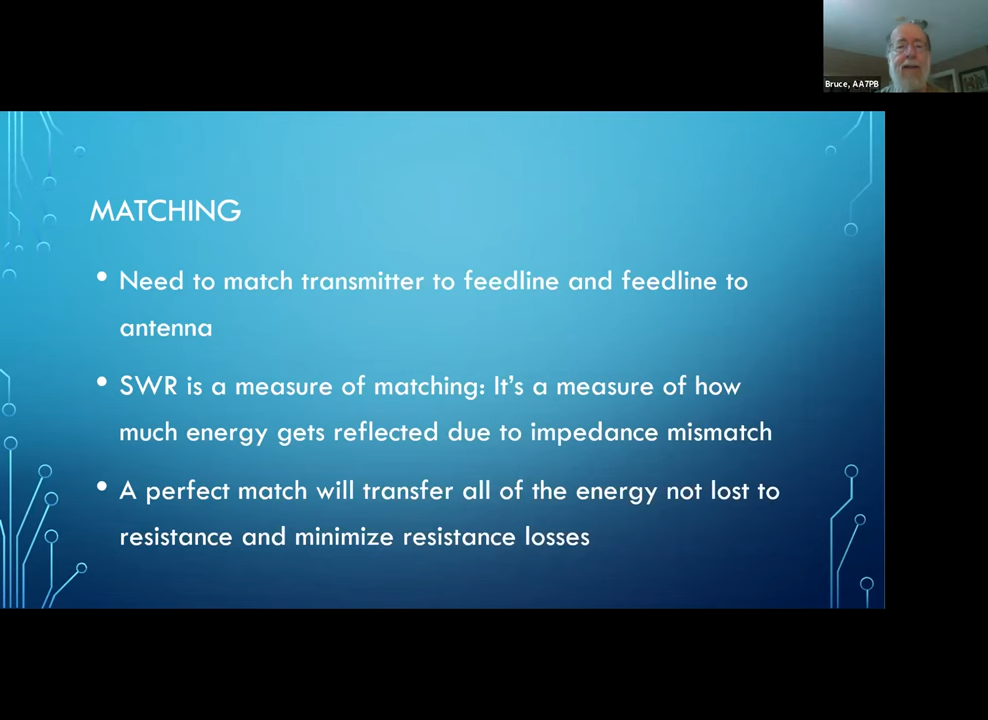 Bruce, AA7PB
MATCHING
• Need to match transmitter to feedline and feedline to
antenna
• SWR is a measure of matching: It's a measure of how
much energy gets reflected due to impedance mismatch
• A perfect match will transfer all of the energy not lost to
resistance and minimize resistance losses